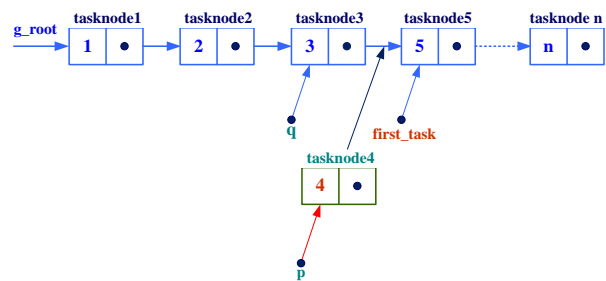 tasknode1 tasknode2 tasknode3 tasknode5 tasknode n
g_root
1 2 3 5 n
q
first_task
tasknode4
4
p